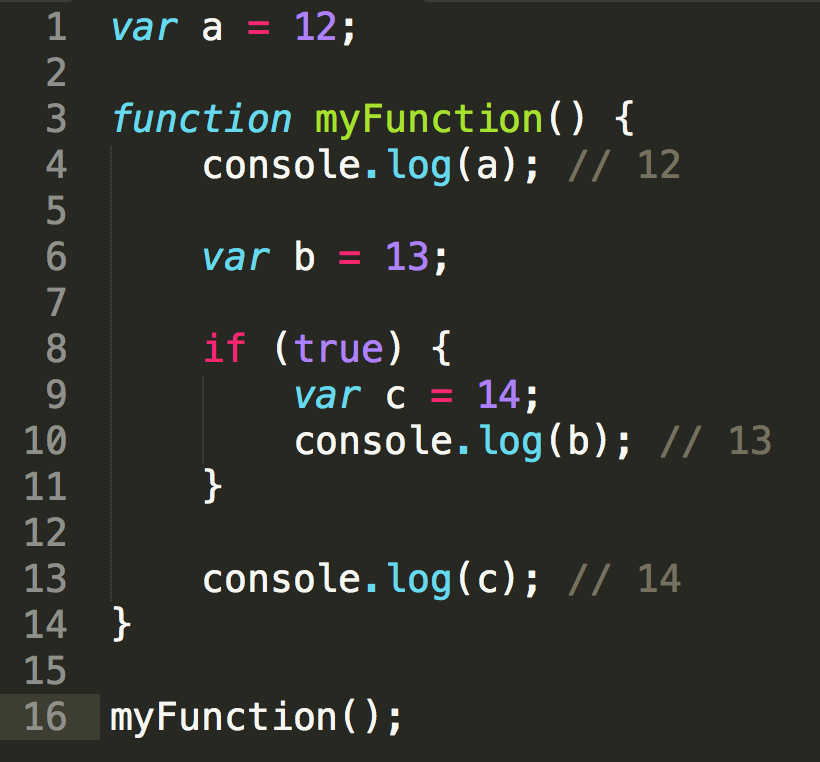 1 var a = 12;
2
3 function myFunction() {
4     console.log(a); // 12
5
6     var b = 13;
7
8     if (true) {
9         var c = 14;
10         console.log(b); // 13
11     }
12
13     console.log(c); // 14
14 }
15
16 myFunction();